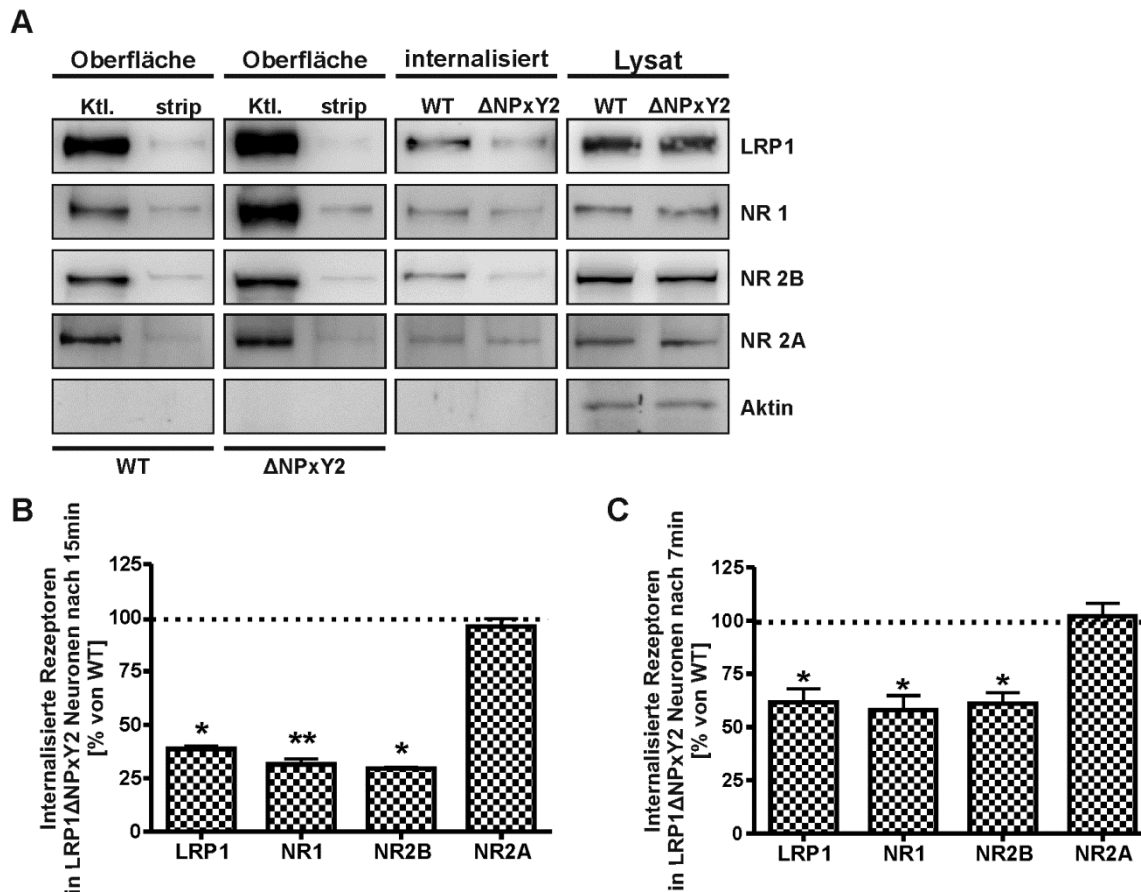 A
Oberfläche Oberfläche internalisiert Lysat
Ktl. strip Ktl. strip WT ΔNPxY2 WT ΔNPxY2
LRP1
NR 1
NR 2B
NR 2A
Aktin
WT ΔNPxY2
B
Internalisierte Rezeptoren
in LRP1ΔNPxY2 Neuronen nach 15min
[% von WT]
125
100
75
50
25
0
* ** *
LRP1 NR1 NR2B NR2A
C
Internalisierte Rezeptoren
in LRP1ΔNPxY2 Neuronen nach 7min
[% von WT]
125
100
75
50
25
0
* * *
LRP1 NR1 NR2B NR2A